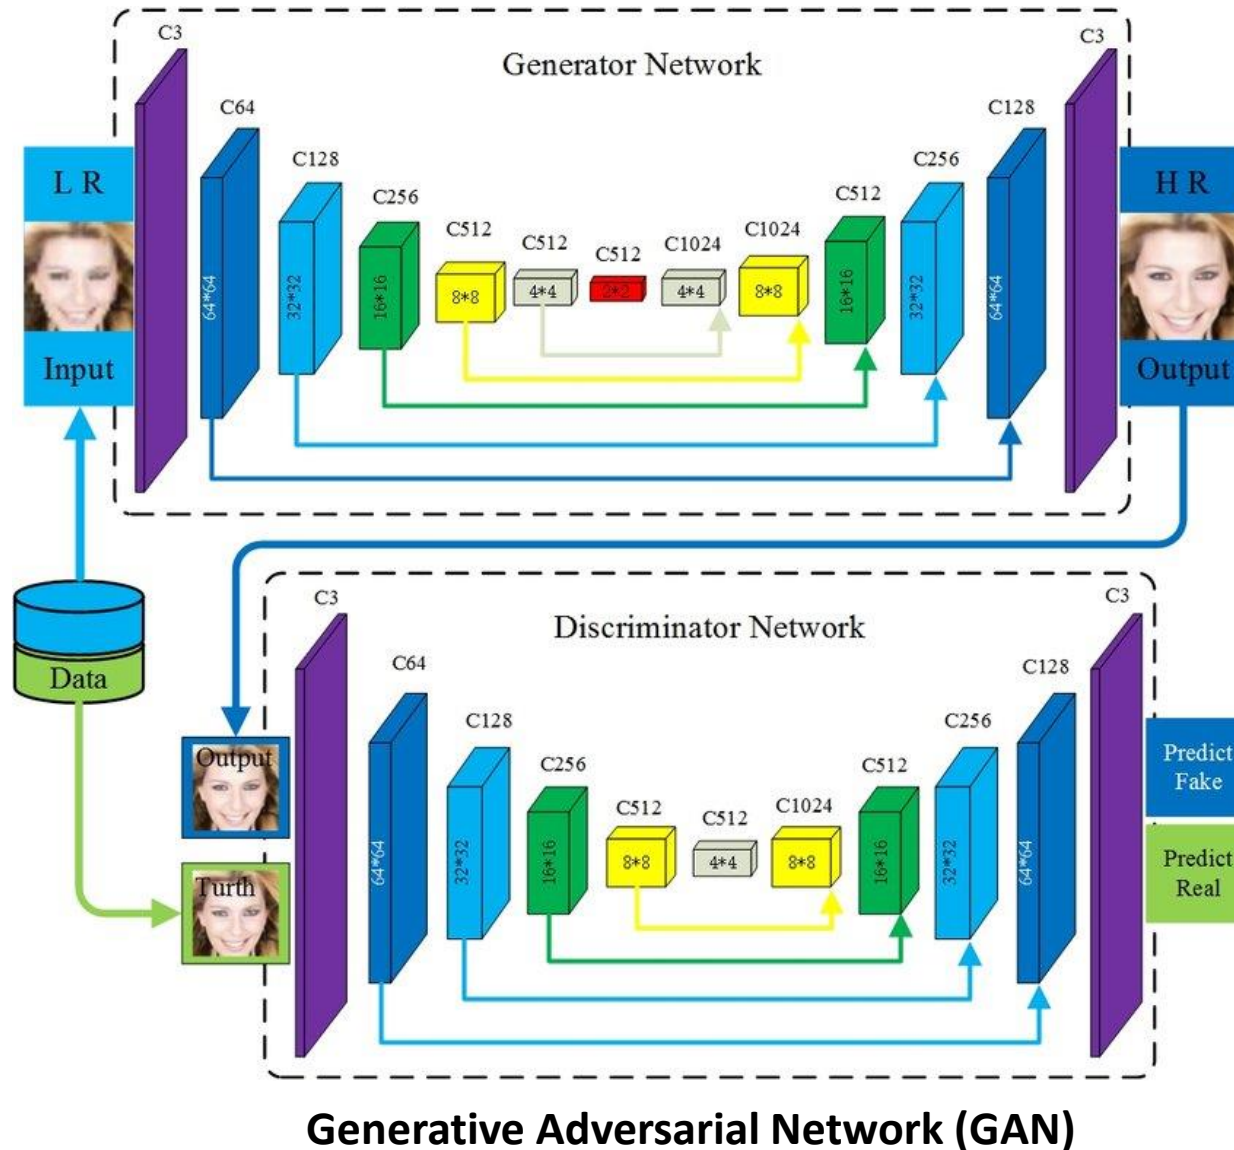 Generator Network
C3
C64
C128
C256
C512
C512
C512
C1024
C1024
C512
C256
C128
C3
L R
Input
64*64
32*32
16*16
8*8
4*4
2*2
4*4
8*8
16*16
32*32
64*64
H R
Output
Data
Discriminator Network
C3
C64
C128
C256
C512
C512
C1024
C512
C256
C128
C3
Output
Turth
64*64
32*32
16*16
8*8
4*4
8*8
16*16
32*32
64*64
Predict
Fake
Predict
Real
Generative Adversarial Network (GAN)